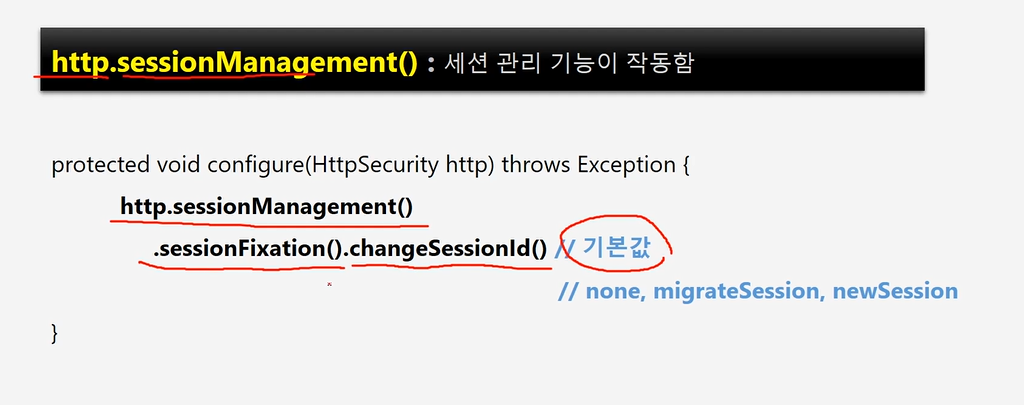 http.sessionManagement() : 세션 관리 기능이 작동함
protected void configure(HttpSecurity http) throws Exception {
http.sessionManagement()
.sessionFixation().changeSessionId() // 기본값
// none, migrateSession, newSession
}